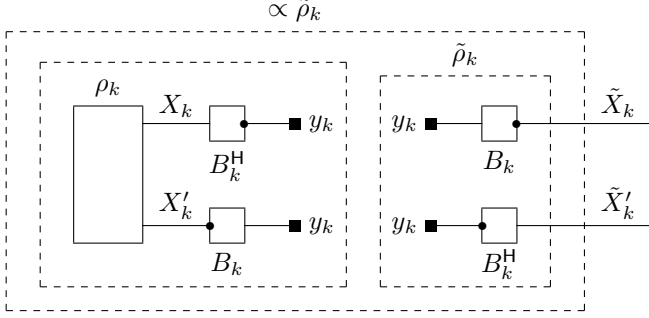 ∝ ρ̃_k
ρ_k
ρ̃_k
X_k
y_k
y_k
X̃_k
B_k^H
B_k
X′_k
y_k
y_k
X̃′_k
B_k
B_k^H